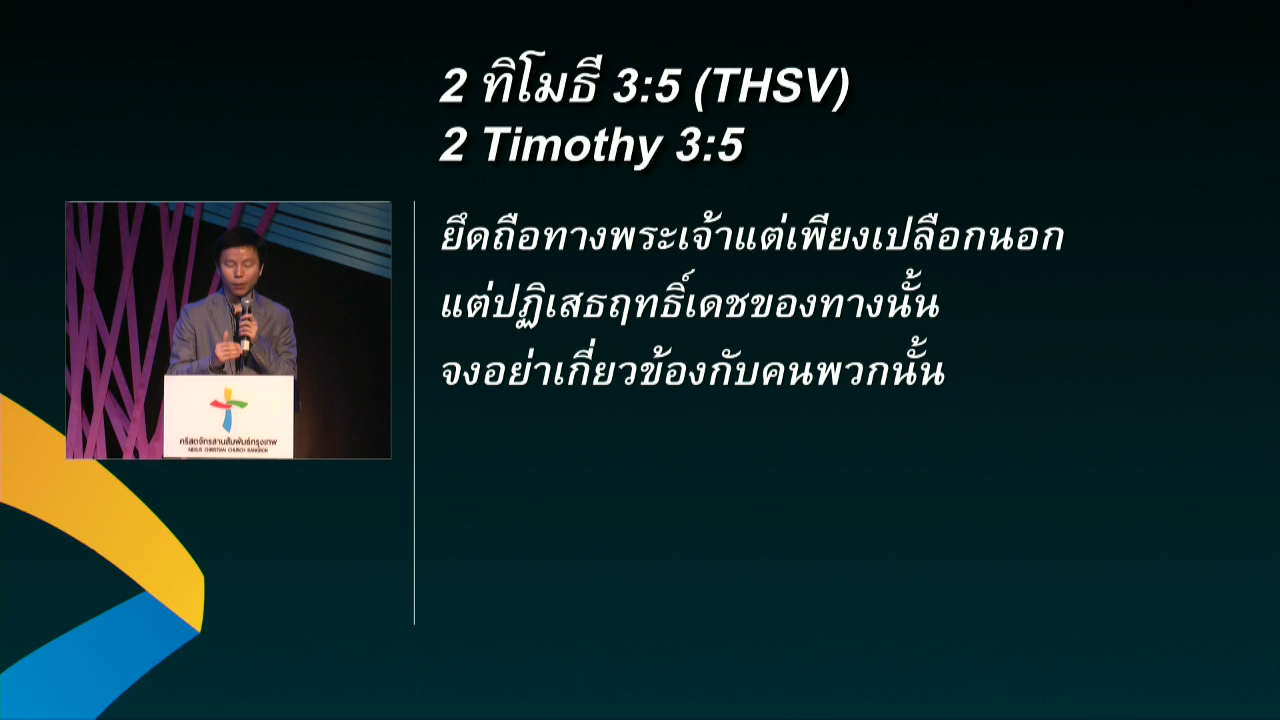 2 ทิโมธี 3:5 (THSV)
2 Timothy 3:5
ยึดถือทางพระเจ้าแต่เพียงเปลือกนอก
แต่ปฏิเสธฤทธิ์เดชของทางนั้น
จงอย่าเกี่ยวข้องกับคนพวกนั้น
คริสตจักรสานสัมพันธ์กรุงเทพ
NEXUS CHRISTIAN CHURCH BANGKOK